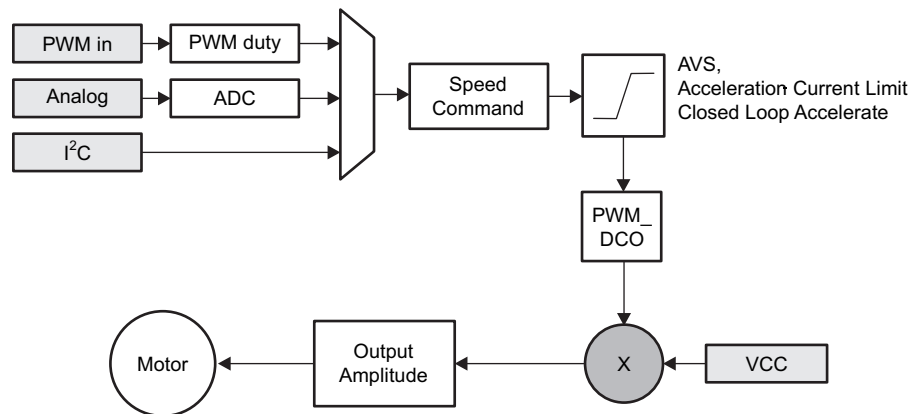 PWM in
PWM duty
Analog
ADC
I²C
Speed
Command
AVS,
Acceleration Current Limit
Closed Loop Accelerate
PWM_
DCO
Motor
Output
Amplitude
X
VCC